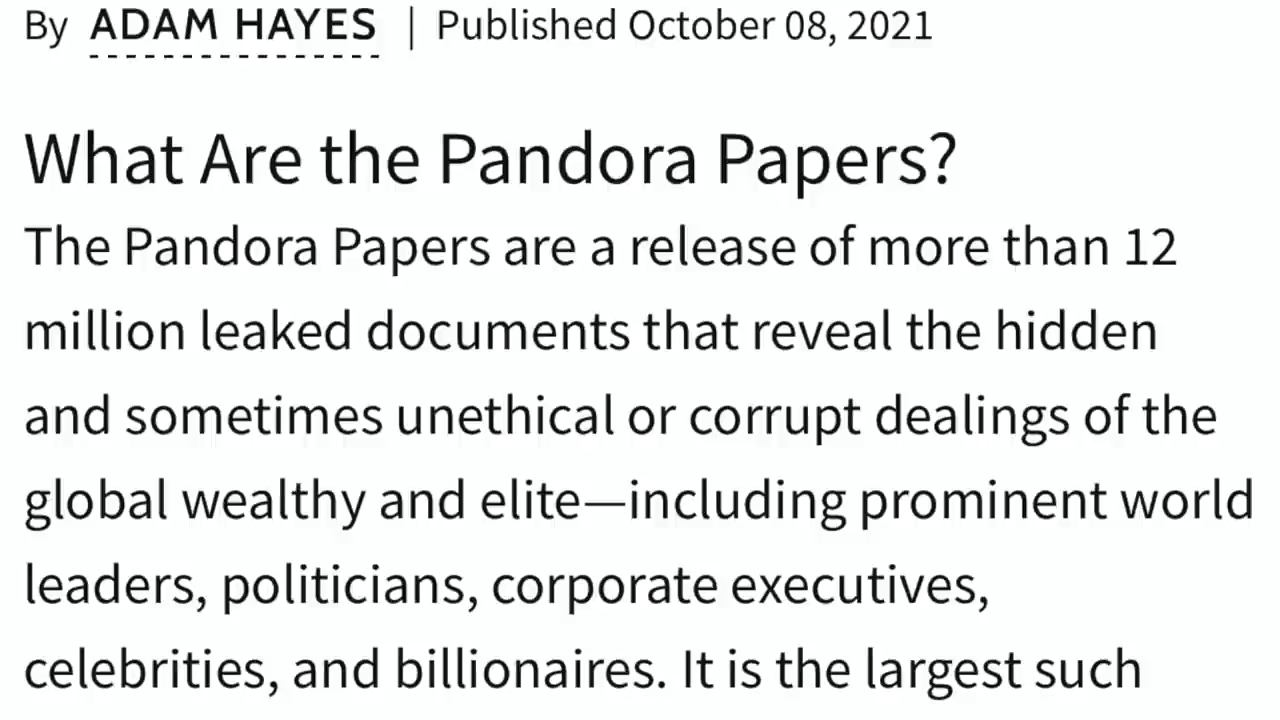 By ADAM HAYES | Published October 08, 2021
What Are the Pandora Papers?
The Pandora Papers are a release of more than 12
million leaked documents that reveal the hidden
and sometimes unethical or corrupt dealings of the
global wealthy and elite—including prominent world
leaders, politicians, corporate executives,
celebrities, and billionaires. It is the largest such